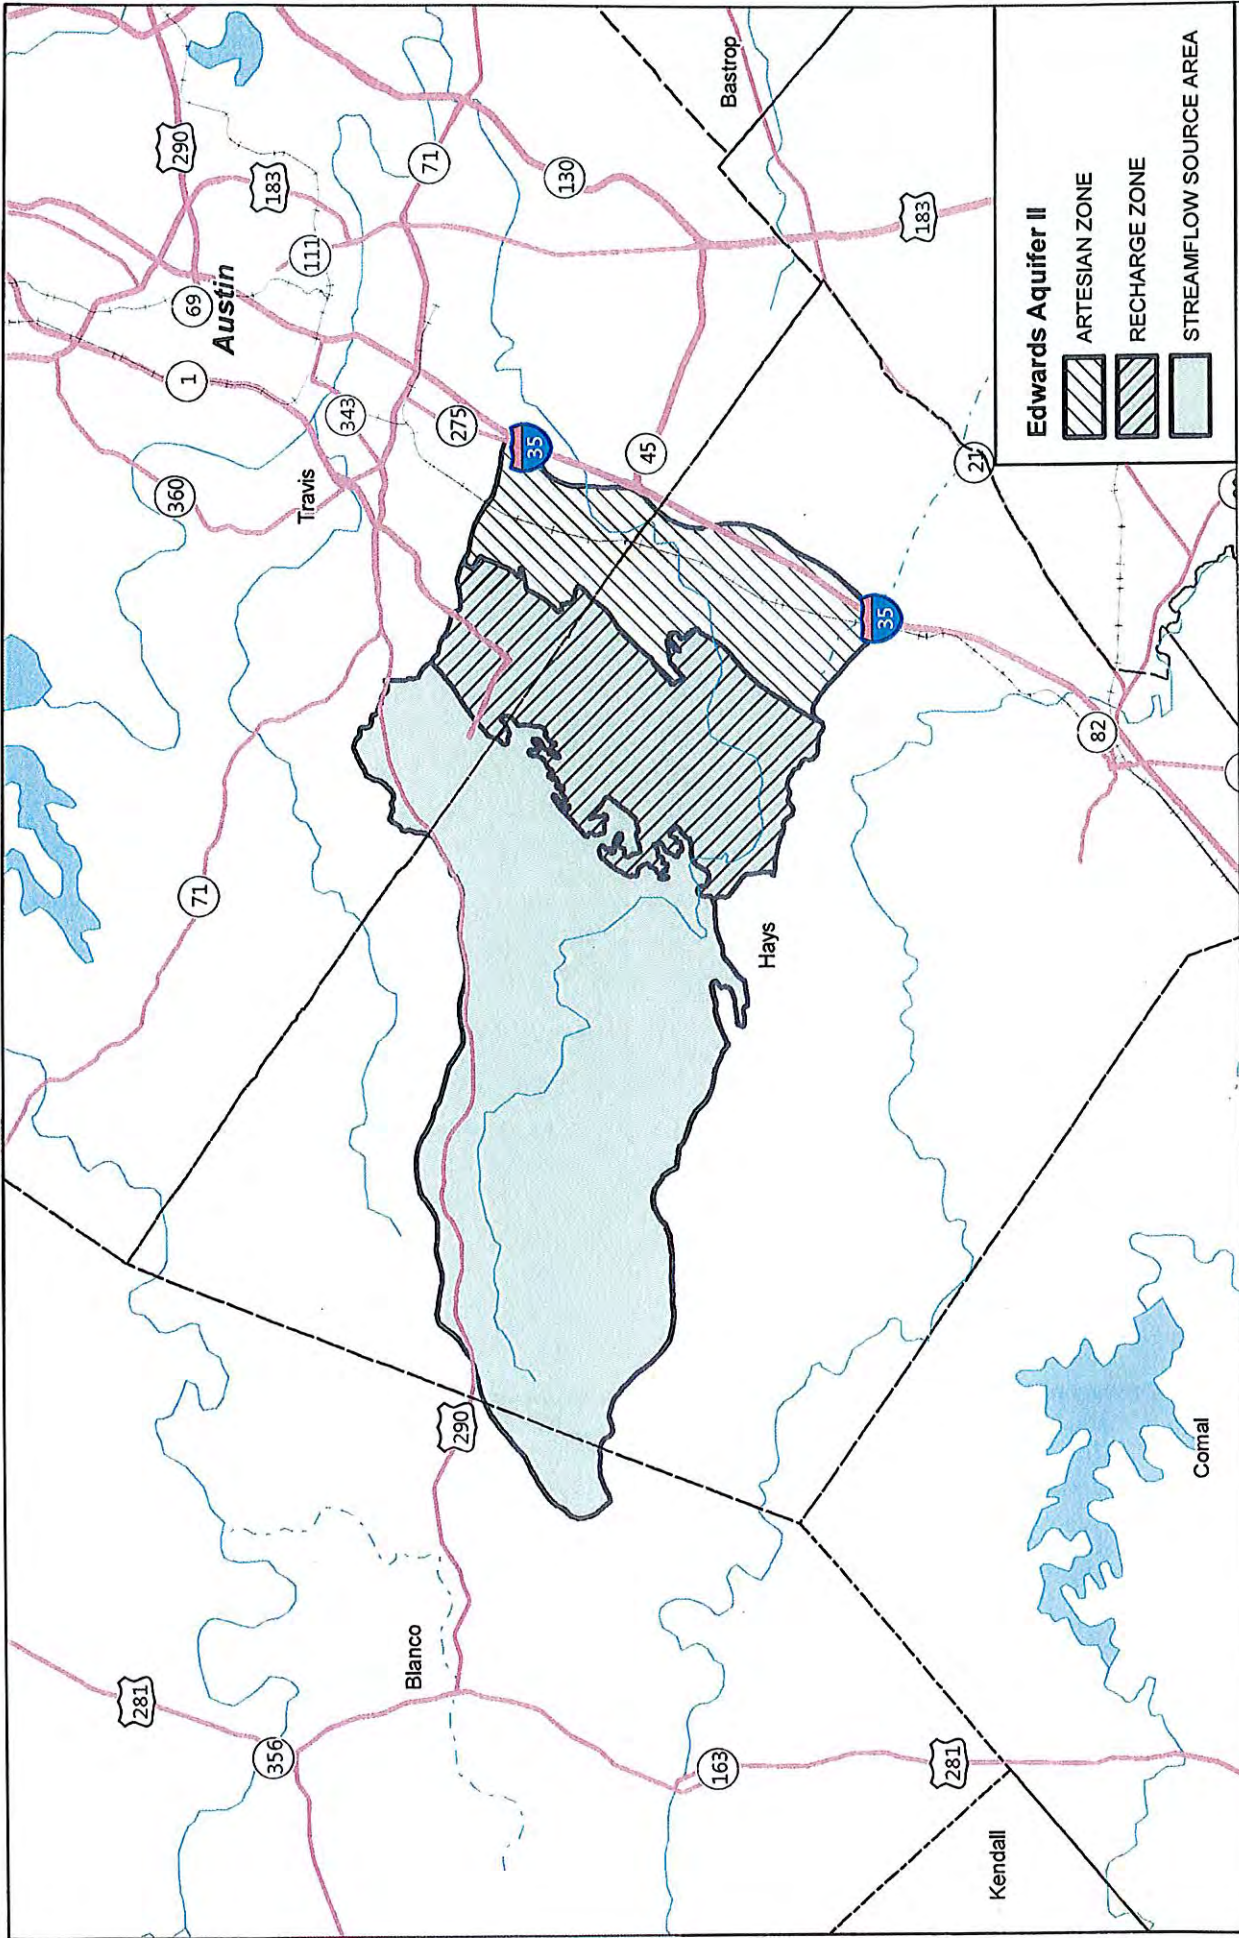 281
290
360
1
71
69
Austin
183
356
Travis
111
343
Blanco
71
290
275
35
130
45
163
Bastrop
Hays
35
183
281
21
Kendall
82
Comal
Edwards Aquifer II
ARTESIAN ZONE
RECHARGE ZONE
STREAMFLOW SOURCE AREA